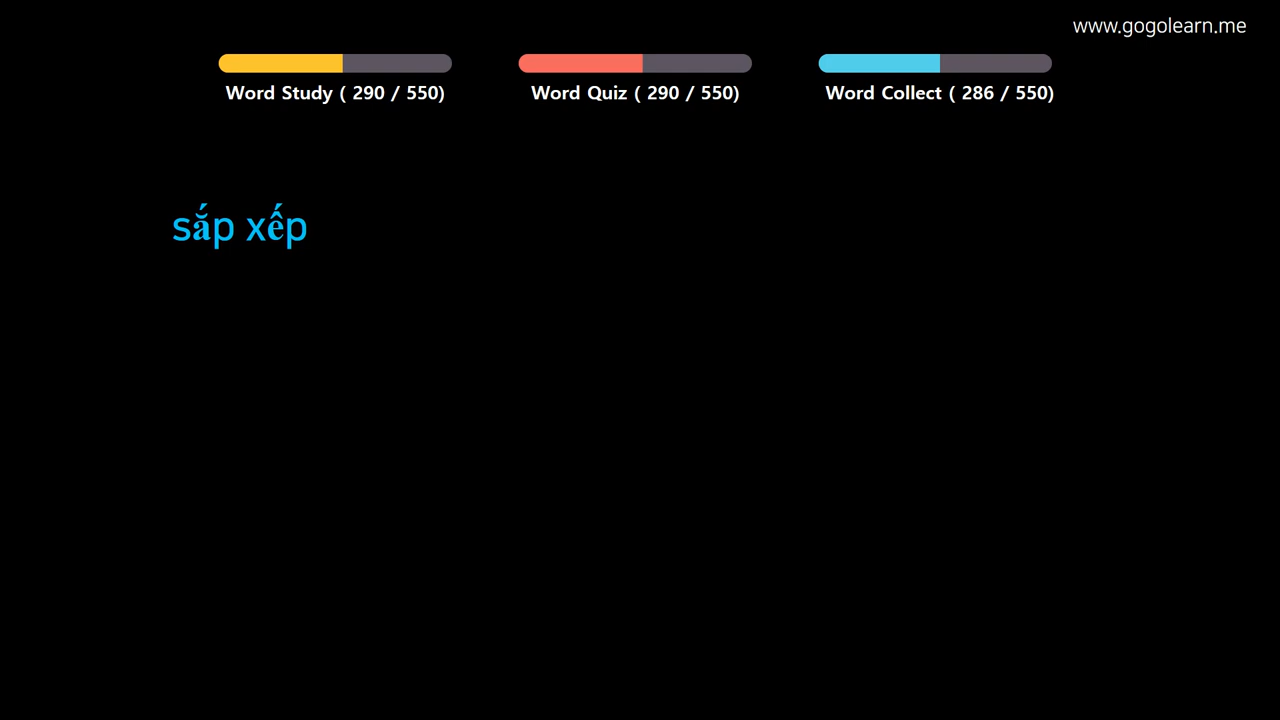 www.gogolearn.me
Word Study ( 290 / 550)
Word Quiz ( 290 / 550)
Word Collect ( 286 / 550)
sắp xếp